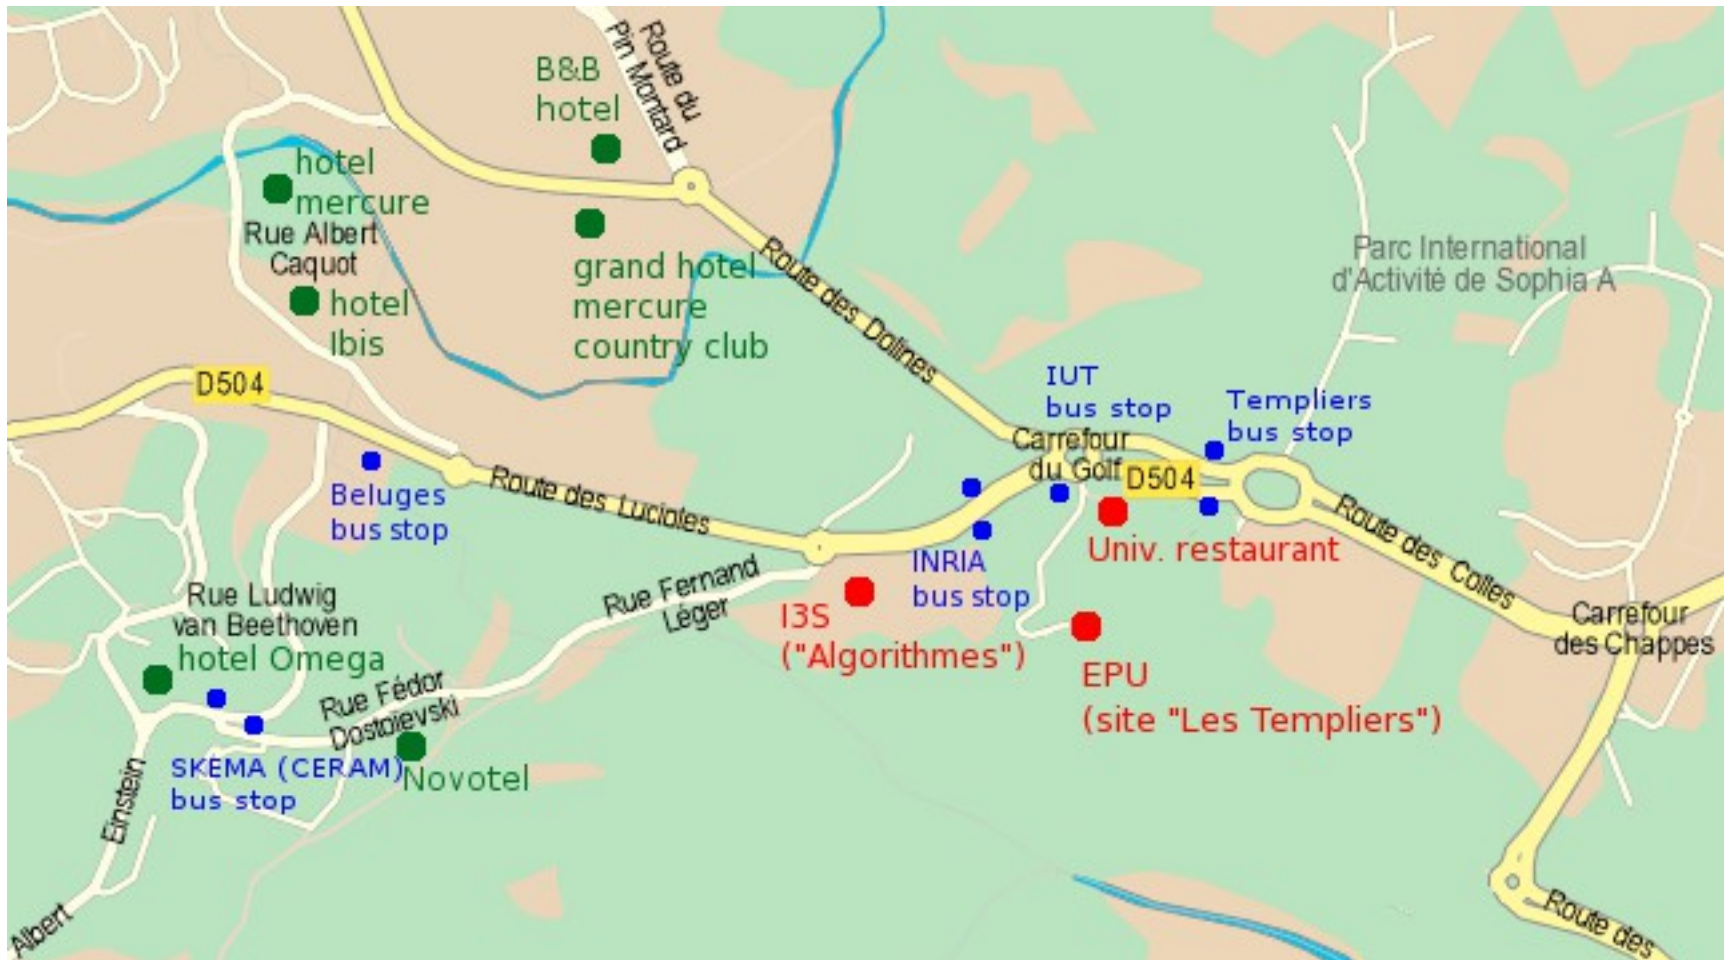 Route du
Pin Montard
B&B
hotel
hotel
mercure
Rue Albert
Caquot
hotel
Ibis
grand hotel
mercure
country club
Route des Dolines
Parc International
d'Activité de Sophia A
D504
IUT
bus stop
Templiers
bus stop
Carrefour
du Golf
D504
Beluges
bus stop
Route des Lucioles
Route des Colles
Univ. restaurant
INRIA
bus stop
Rue Fernand
Léger
I3S
("Algorithmes")
Rue Ludwig
van Beethoven
hotel Omega
Carrefour
des Chappes
EPU
(site "Les Templiers")
Rue Fédor
Dostoievski
SKEMA (CERAM)
bus stop
Novotel
Einstein
Albert
Route des